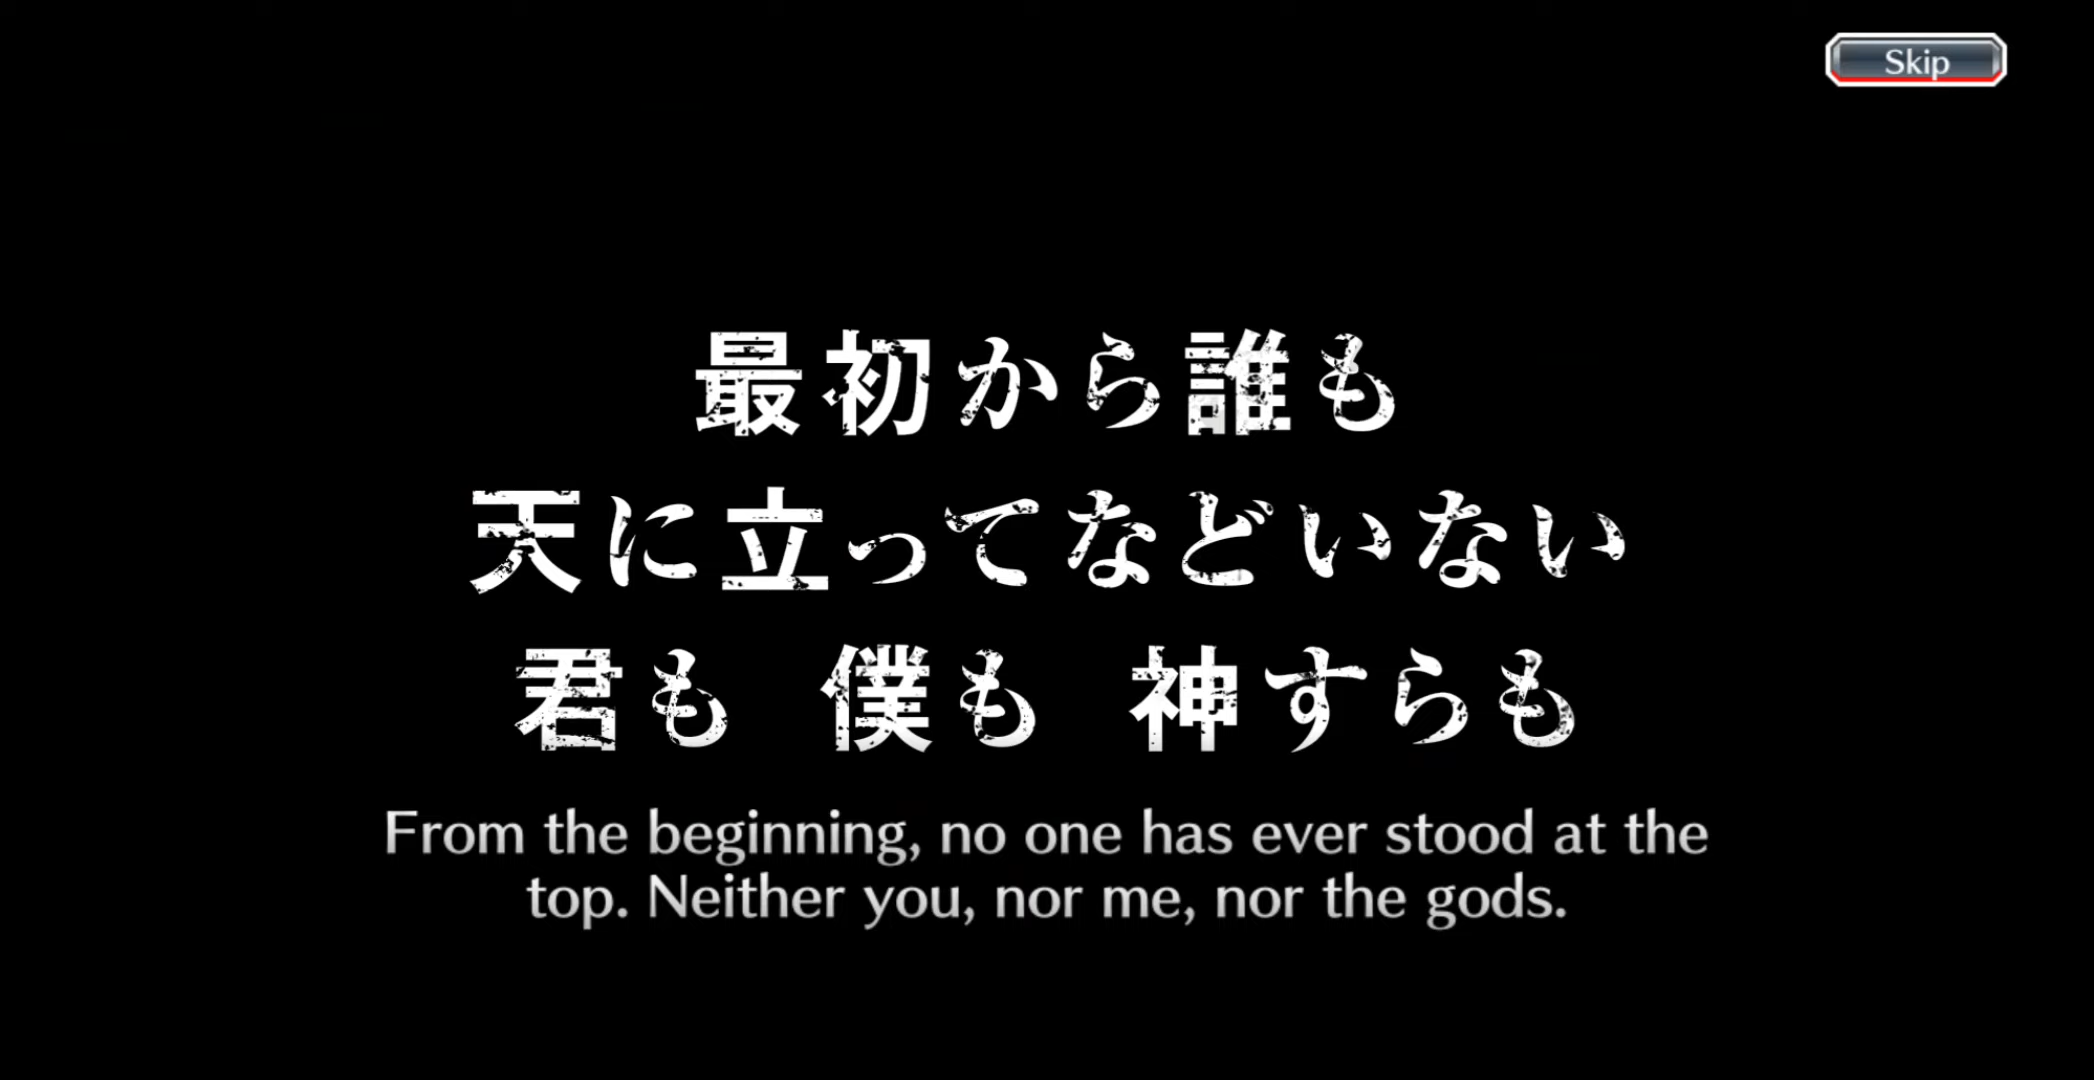 Skip
最初から誰も
天に立ってなどいない
君も 僕も 神すらも
From the beginning, no one has ever stood at the
top. Neither you, nor me, nor the gods.